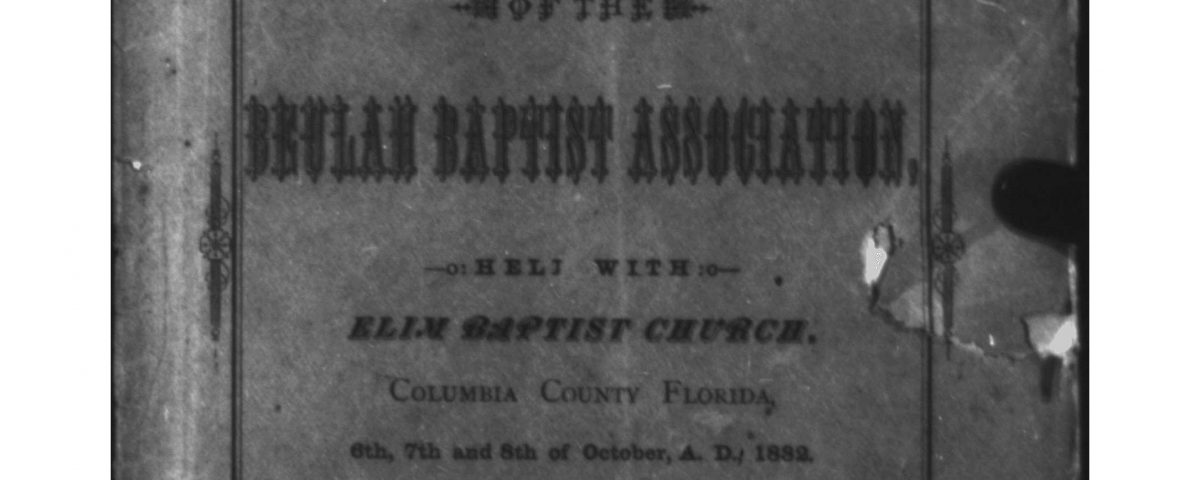 OF THE
BEULAH BAPTIST ASSOCIATION,
—o: HELD WITH :o—
ELIM BAPTIST CHURCH,
COLUMBIA COUNTY FLORIDA,
6th, 7th and 8th of October, A. D., 1882.